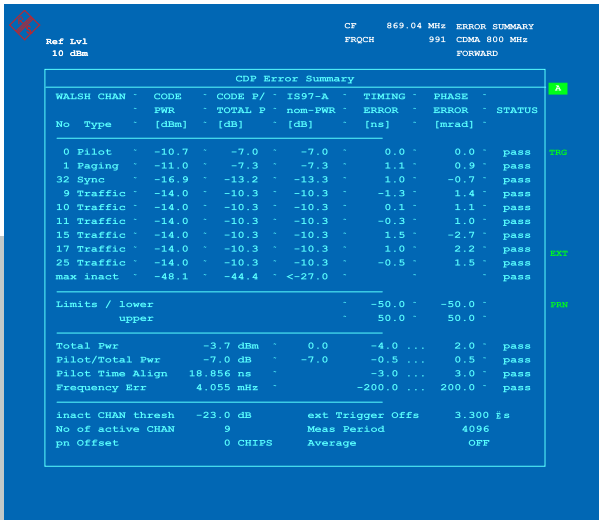 CF 869.04 MHz ERROR SUMMARY
Ref Lvl FRQCH 991 CDMA 800 MHz
10 dBm FORWARD
CDP Error Summary
WALSH CHAN - CODE - CODE P/ - IS97-A TIMING - PHASE -
- PWR - TOTAL P - nom-PWR - ERROR - ERROR - STATUS
No Type - [dBm] - [dB] - [dB] - [ns] - [mrad] -
0 Pilot - -10.7 - -7.0 -7.0 - 0.0 - 0.0 - pass
1 Paging - -11.0 - -7.3 - -7.3 - 1.1 - 0.9 - pass
32 Sync - -16.9 - -13.2 - -13.3 - 1.0 - -0.7 - pass
9 Traffic - -14.0 - -10.3 - -10.3 - -1.3 - 1.4 - pass
10 Traffic - -14.0 - -10.3 - -10.3 - 0.1 - 1.1 - pass
11 Traffic - -14.0 - -10.3 - -10.3 - -0.3 - 1.0 - pass
15 Traffic - -14.0 - -10.3 - -10.3 - 1.5 - -2.7 - pass
17 Traffic - -14.0 - -10.3 - -10.3 - 1.0 - 2.2 - pass
25 Traffic - -14.0 - -10.3 - -10.3 - -0.5 - 1.5 - pass
max inact - -48.1 - -44.4 - <-27.0 - - - pass
Limits / lower - -50.0 - -50.0 -
upper - 50.0 - 50.0 -
Total Pwr -3.7 dBm - 0.0 - -4.0 ... 2.0 - pass
Pilot/Total Pwr -7.0 dB - -7.0 - -0.5 ... 0.5 - pass
Pilot Time Align 18.856 ns - - -3.0 ... 3.0 - pass
Frequency Err 4.055 mHz - - -200.0 ... 200.0 - pass
inact CHAN thresh -23.0 dB ext Trigger Offs 3.300 s
No of active CHAN 9 Meas Period 4096
pn Offset 0 CHIPS Average OFF
A
TRG
EXT
PRN